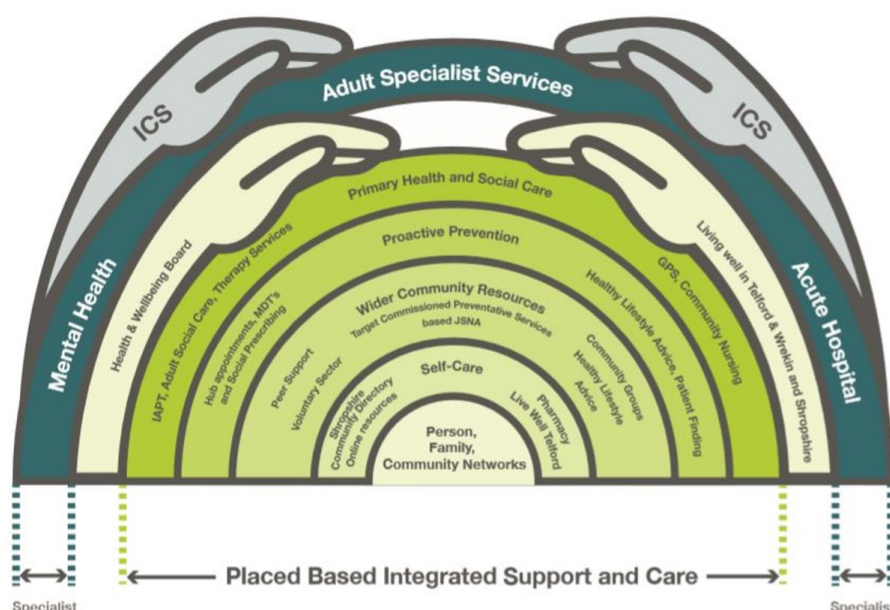 ICS
ICS
Adult Specialist Services
Mental Health
Acute Hospital
Health & Wellbeing Board
Living well in Telford & Wrekin and Shropshire
Primary Health and Social Care
IAPT, Adult Social Care, Therapy Services
GPS, Community Nursing
Proactive Prevention
Hub appointments, MDT's
and Social Prescribing
Healthy Lifestyle Advice, Patient Finding
Wider Community Resources
Target Commissioned Preventative Services
based JSNA
Peer Support
Voluntary Sector
Community Groups
Healthy Lifestyle
Advice
Self-Care
Shropshire
Community Directory
Online resources
Pharmacy
Live Well Telford
Person,
Family,
Community Networks
Placed Based Integrated Support and Care
Specialist
Specialist